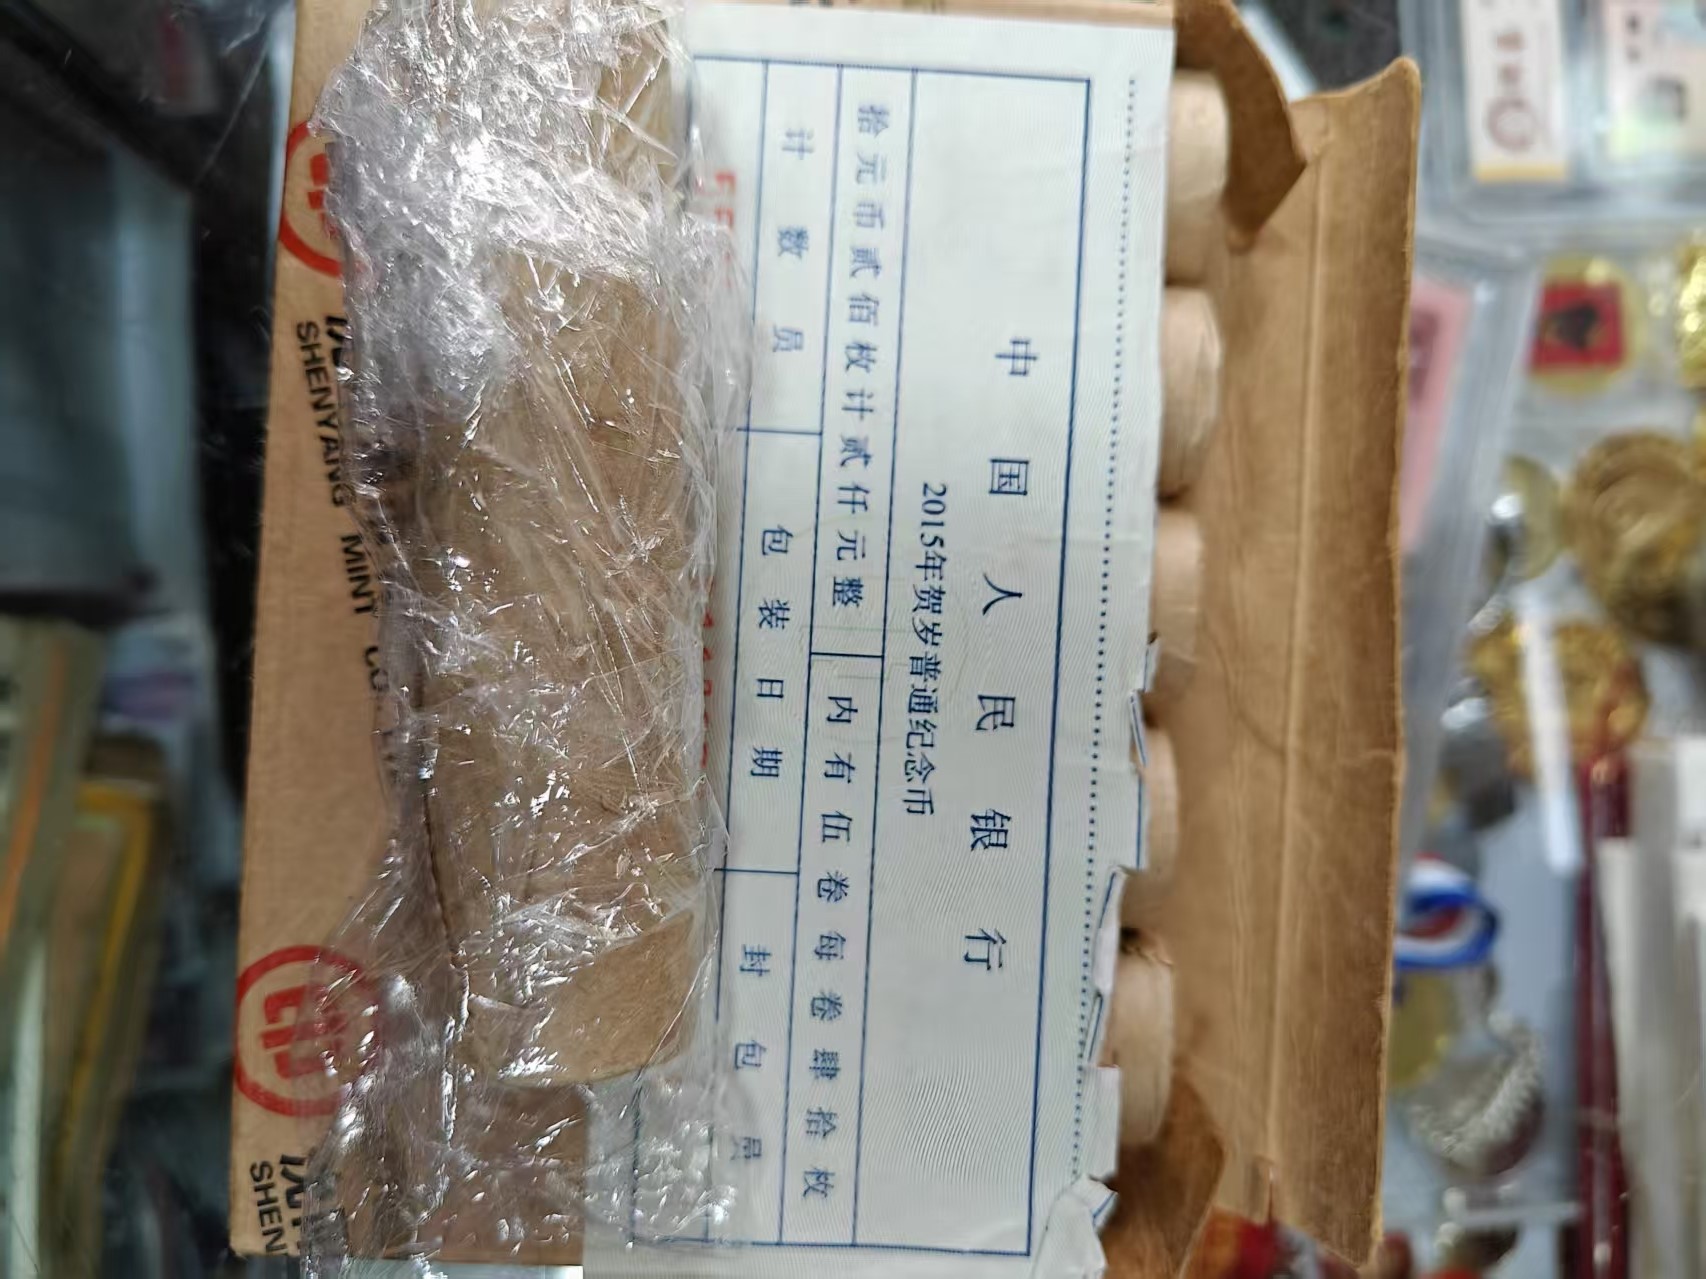 中国人民银行
2015年贺岁普通纪念币
拾元币贰佰枚计贰仟元整 内有伍卷每卷肆拾枚
计数员 包装日期 封包员
SHENYANG MINT CO
SHEN